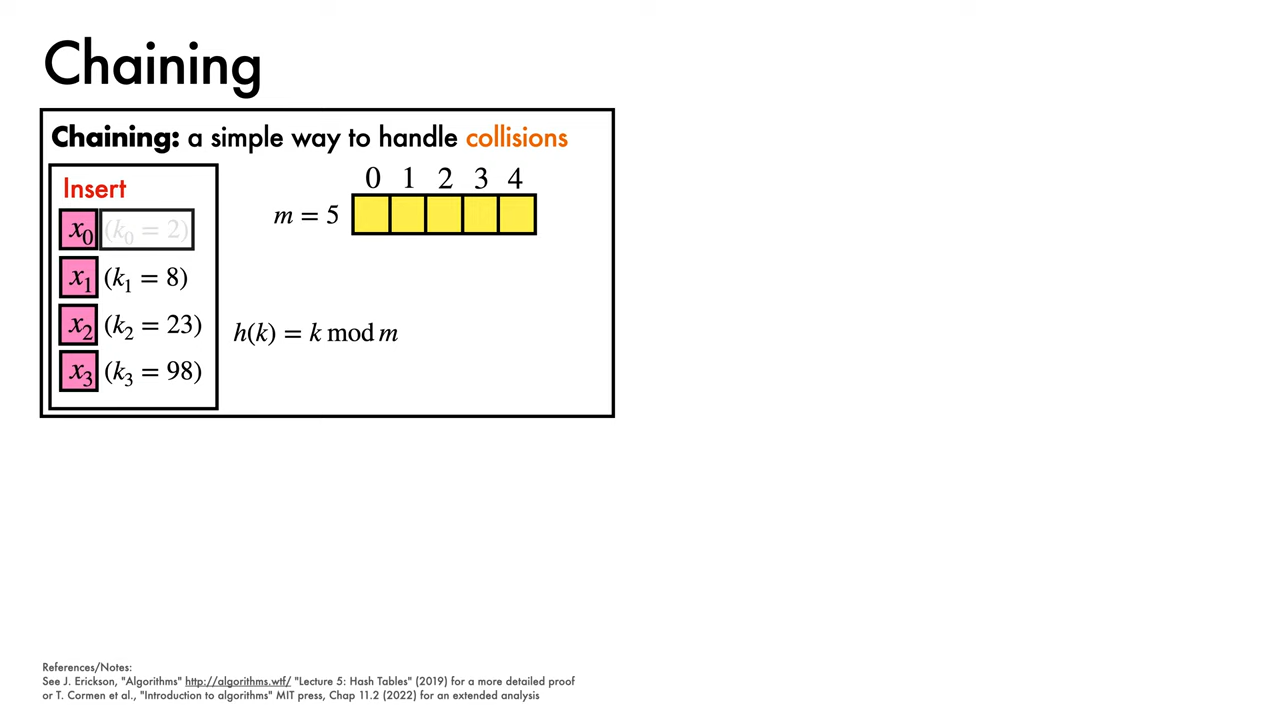 Chaining
Chaining: a simple way to handle collisions
Insert
x0 (k0 = 2)
x1 (k1 = 8)
x2 (k2 = 23)
x3 (k3 = 98)
0 1 2 3 4
m = 5
h(k) = k mod m
References/Notes:
See J. Erickson, "Algorithms" http://algorithms.wtf/ "Lecture 5: Hash Tables" (2019) for a more detailed proof
or T. Cormen et al., "Introduction to algorithms" MIT press, Chap 11.2 (2022) for an extended analysis